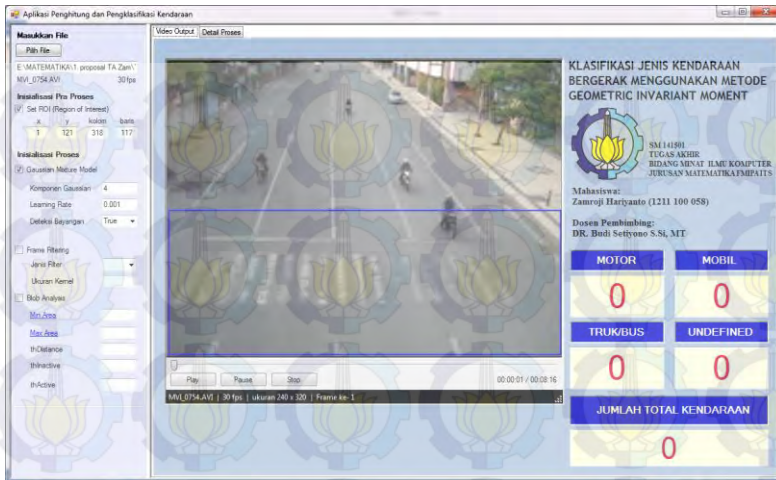 Aplikasi Penghitung dan Pengklasifikasi Kendaraan
Masukkan File
Pilih File
E:\MATEMATIKA\1. proposal TA Zam\
MVI_0754.AVI 30 fps
Inisialisasi Pra Proses
Set ROI (Region of Interest)
x y kolom baris
1 121 318 117
Inisialisasi Proses
Gaussian Mixture Model
Komponen Gaussian 4
Learning Rate 0.001
Deteksi Bayangan True
Frame Filtering
Jenis Filter
Ukuran Kernel
Blob Analysis
Min Area
Max Area
thDistance
thInactive
thActive
Video Output Detail Proses
Play Pause Stop 00:00:01 / 00:08:16
MVI_0754.AVI | 30 fps | ukuran 240 x 320 | Frame ke- 1
KLASIFIKASI JENIS KENDARAAN
BERGERAK MENGGUNAKAN METODE
GEOMETRIC INVARIANT MOMENT
SM 141501
TUGAS AKHIR
BIDANG MINAT ILMU KOMPUTER
JURUSAN MATEMATIKA FMIPA ITS
Mahasiswa:
Zamroji Hariyanto (1211 100 058)
Dosen Pembimbing:
DR. Budi Setiyono S.Si, MT
MOTOR MOBIL
0 0
TRUK/BUS UNDEFINED
0 0
JUMLAH TOTAL KENDARAAN
0